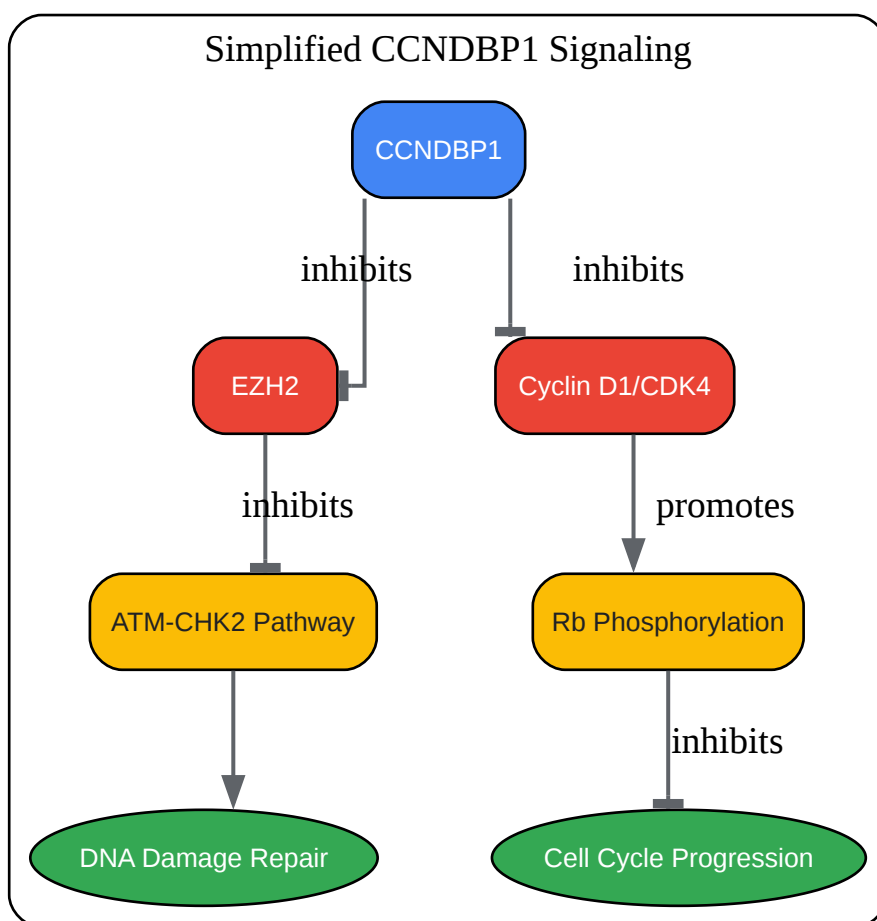 Simplified CCNDBP1 Signaling
CCNDBP1
inhibits
inhibits
EZH2
Cyclin D1/CDK4
inhibits
promotes
ATM-CHK2 Pathway
Rb Phosphorylation
inhibits
DNA Damage Repair
Cell Cycle Progression